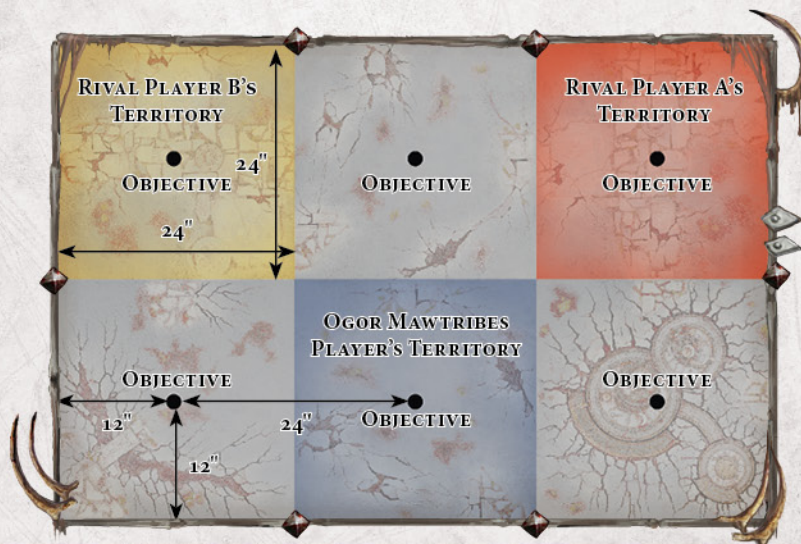 Rival Player B's
Territory
Objective
24"
24"
Objective
Rival Player A's
Territory
Objective
Objective
12"
12"
24"
Ogor Mawtribes
Player's Territory
Objective
Objective